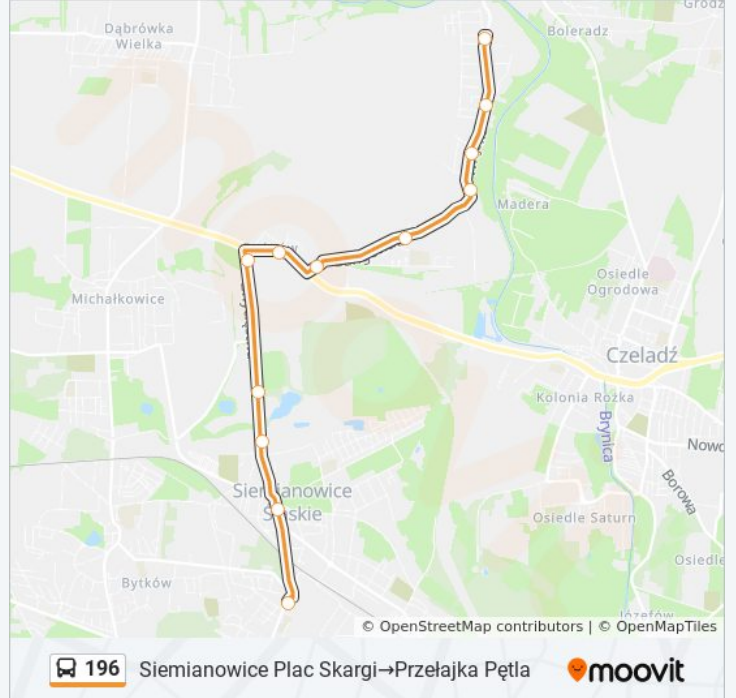 Grodz
Dąbrówka
Wielka
Boleradz
Madera
Osiedle
Ogrodowa
Michałkowice
Czeladź
Kolonia Rożka
Brynica
Nowo
Borowa
Siemianowice
Śląskie
Osiedle Saturn
Osiedle
Bytków
Józefów
© OpenStreetMap contributors | © OpenMapTiles
196 Siemianowice Plac Skargi→Przełajka Pętla
moovit